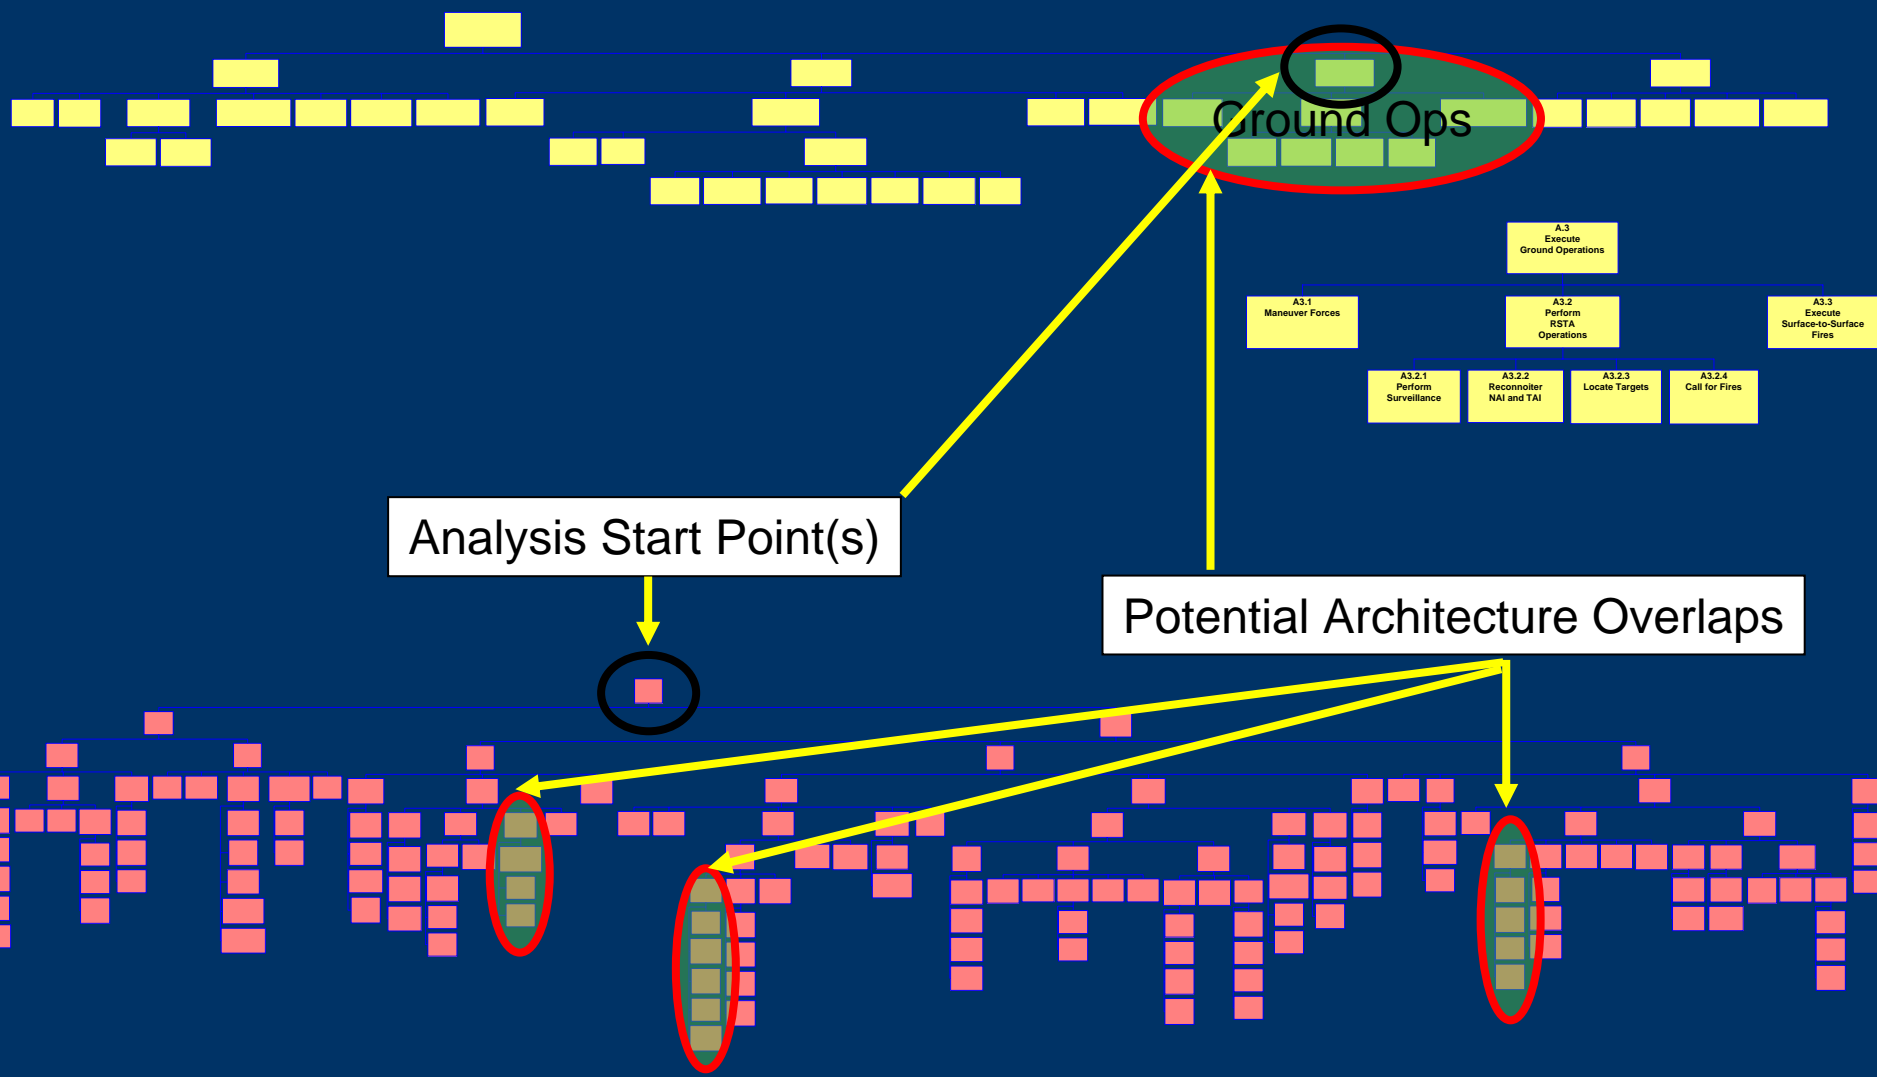 Ground Ops
A.3
Execute
Ground Operations
A3.1
Maneuver Forces
A3.2
Perform
RSTA
Operations
A3.3
Execute
Surface-to-Surface
Fires
A3.2.1
Perform
Surveillance
A3.2.2
Reconnoiter
NAI and TAI
A3.2.3
Locate Targets
A3.2.4
Call for Fires
Analysis Start Point(s)
Potential Architecture Overlaps